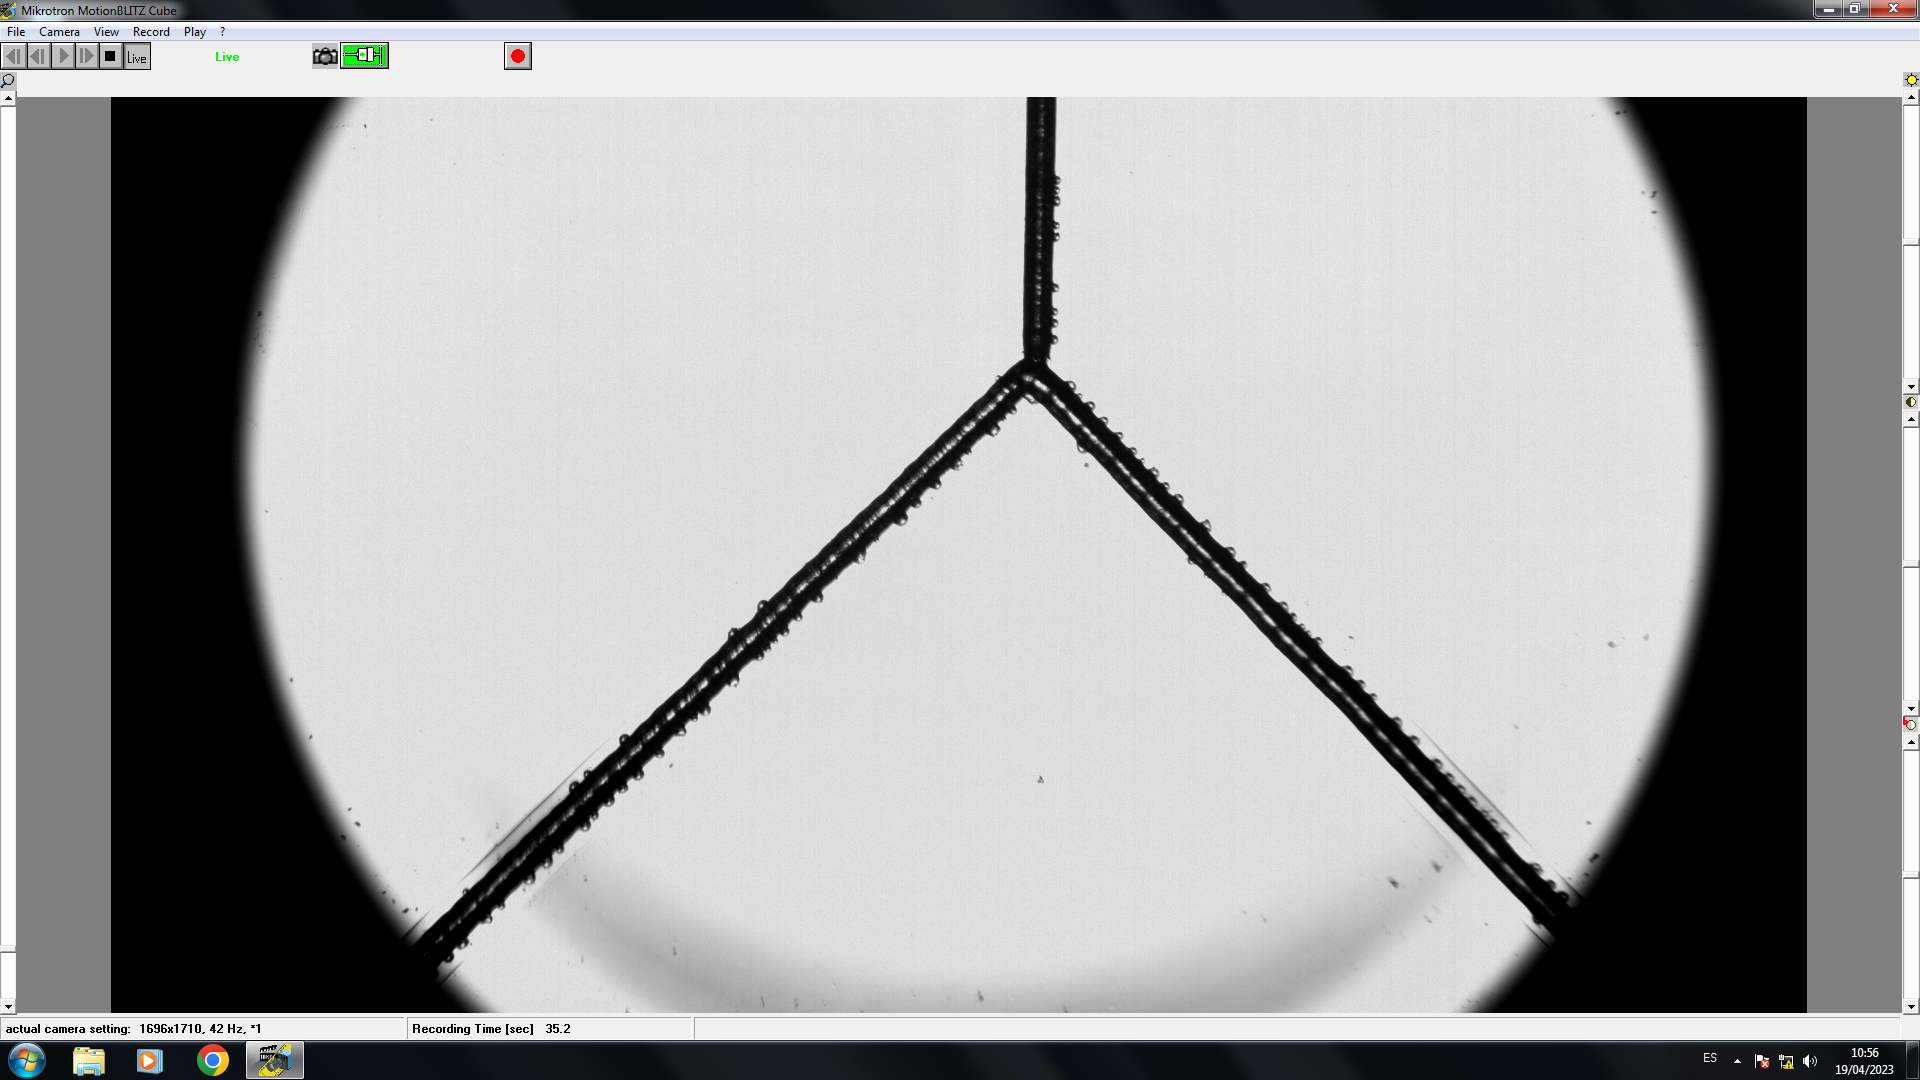 Mikrotron MotionBLITZ Cube
File Camera View Record Play ?
Live Live
actual camera setting: 1696x1710, 42 Hz, *1 Recording Time [sec] 35.2
ES 10:56
19/04/2023